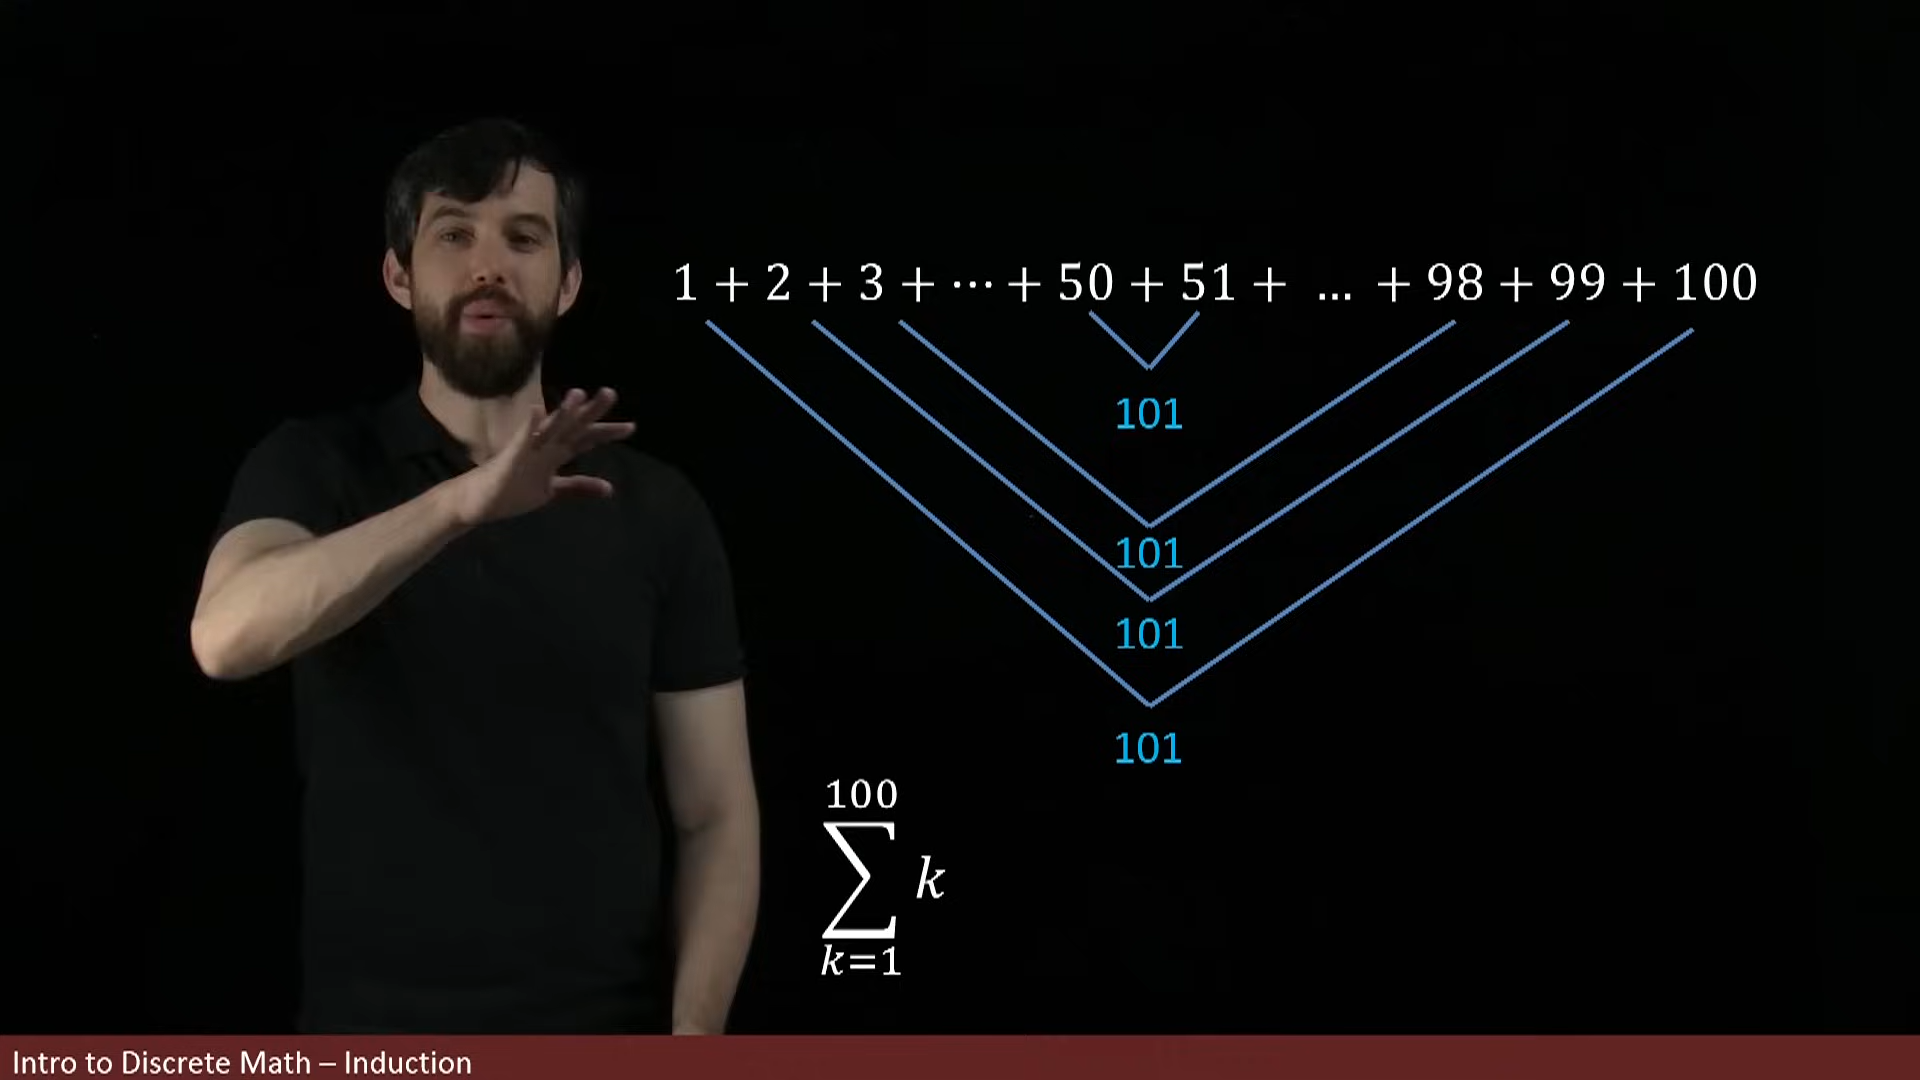 1 + 2 + 3 + ⋯ + 50 + 51 + … + 98 + 99 + 100
101
101
101
101
100
∑ k
k=1
Intro to Discrete Math – Induction